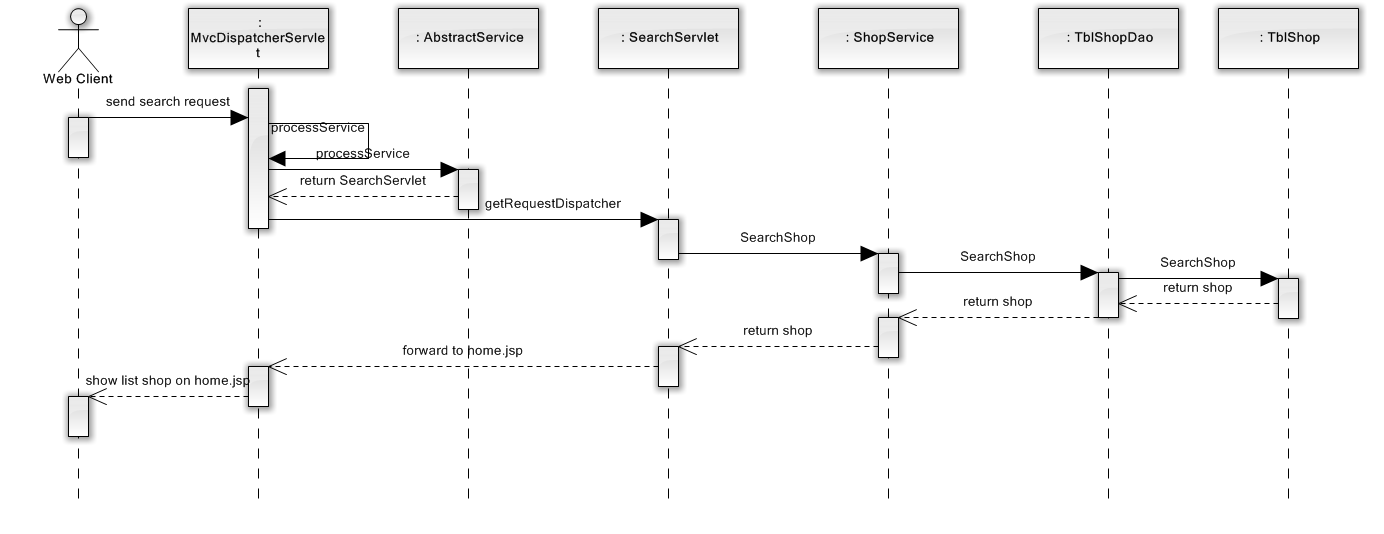 :
MvcDispatcherServle
t
: AbstractService
: SearchServlet
: ShopService
: TblShopDao
: TblShop
Web Client
send search request
processService
processService
return SearchServlet
getRequestDispatcher
SearchShop
SearchShop
SearchShop
return shop
return shop
return shop
forward to home.jsp
show list shop on home.jsp